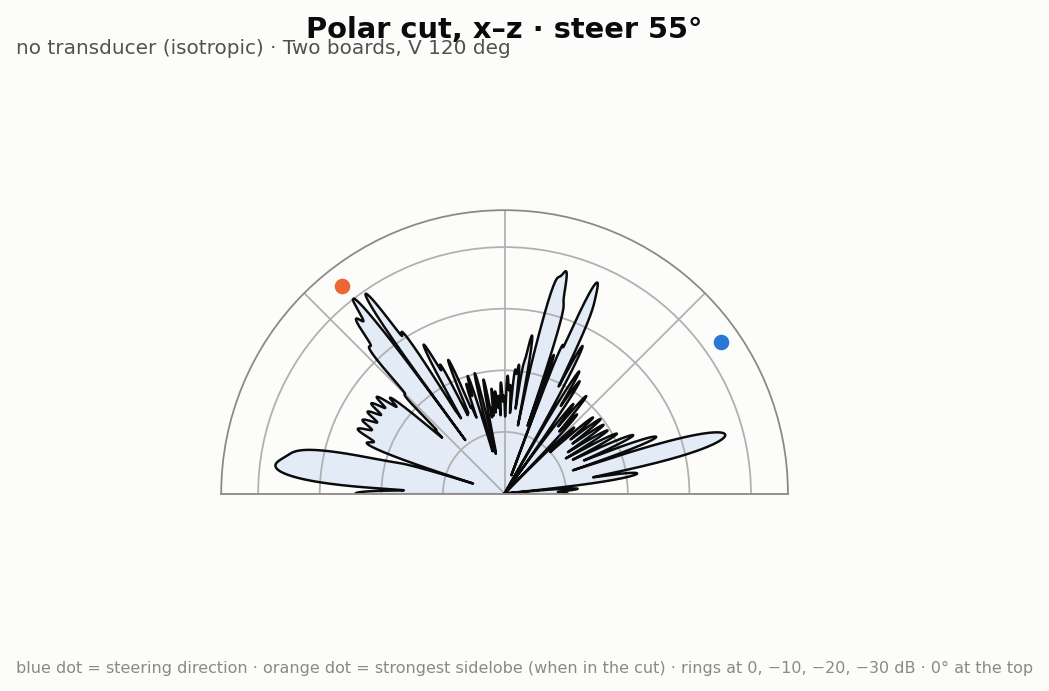 Polar cut, x–z · steer 55°
no transducer (isotropic) · Two boards, V 120 deg
blue dot = steering direction · orange dot = strongest sidelobe (when in the cut) · rings at 0, −10, −20, −30 dB · 0° at the top